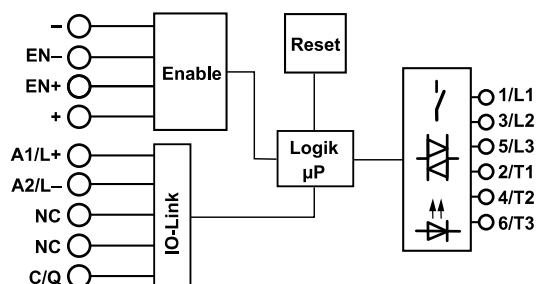 –
EN–
EN+
+
Enable
Reset
A1/L+
A2/L–
NC
NC
C/Q
IO-Link
Logik
µP
1/L1
3/L2
5/L3
2/T1
4/T2
6/T3